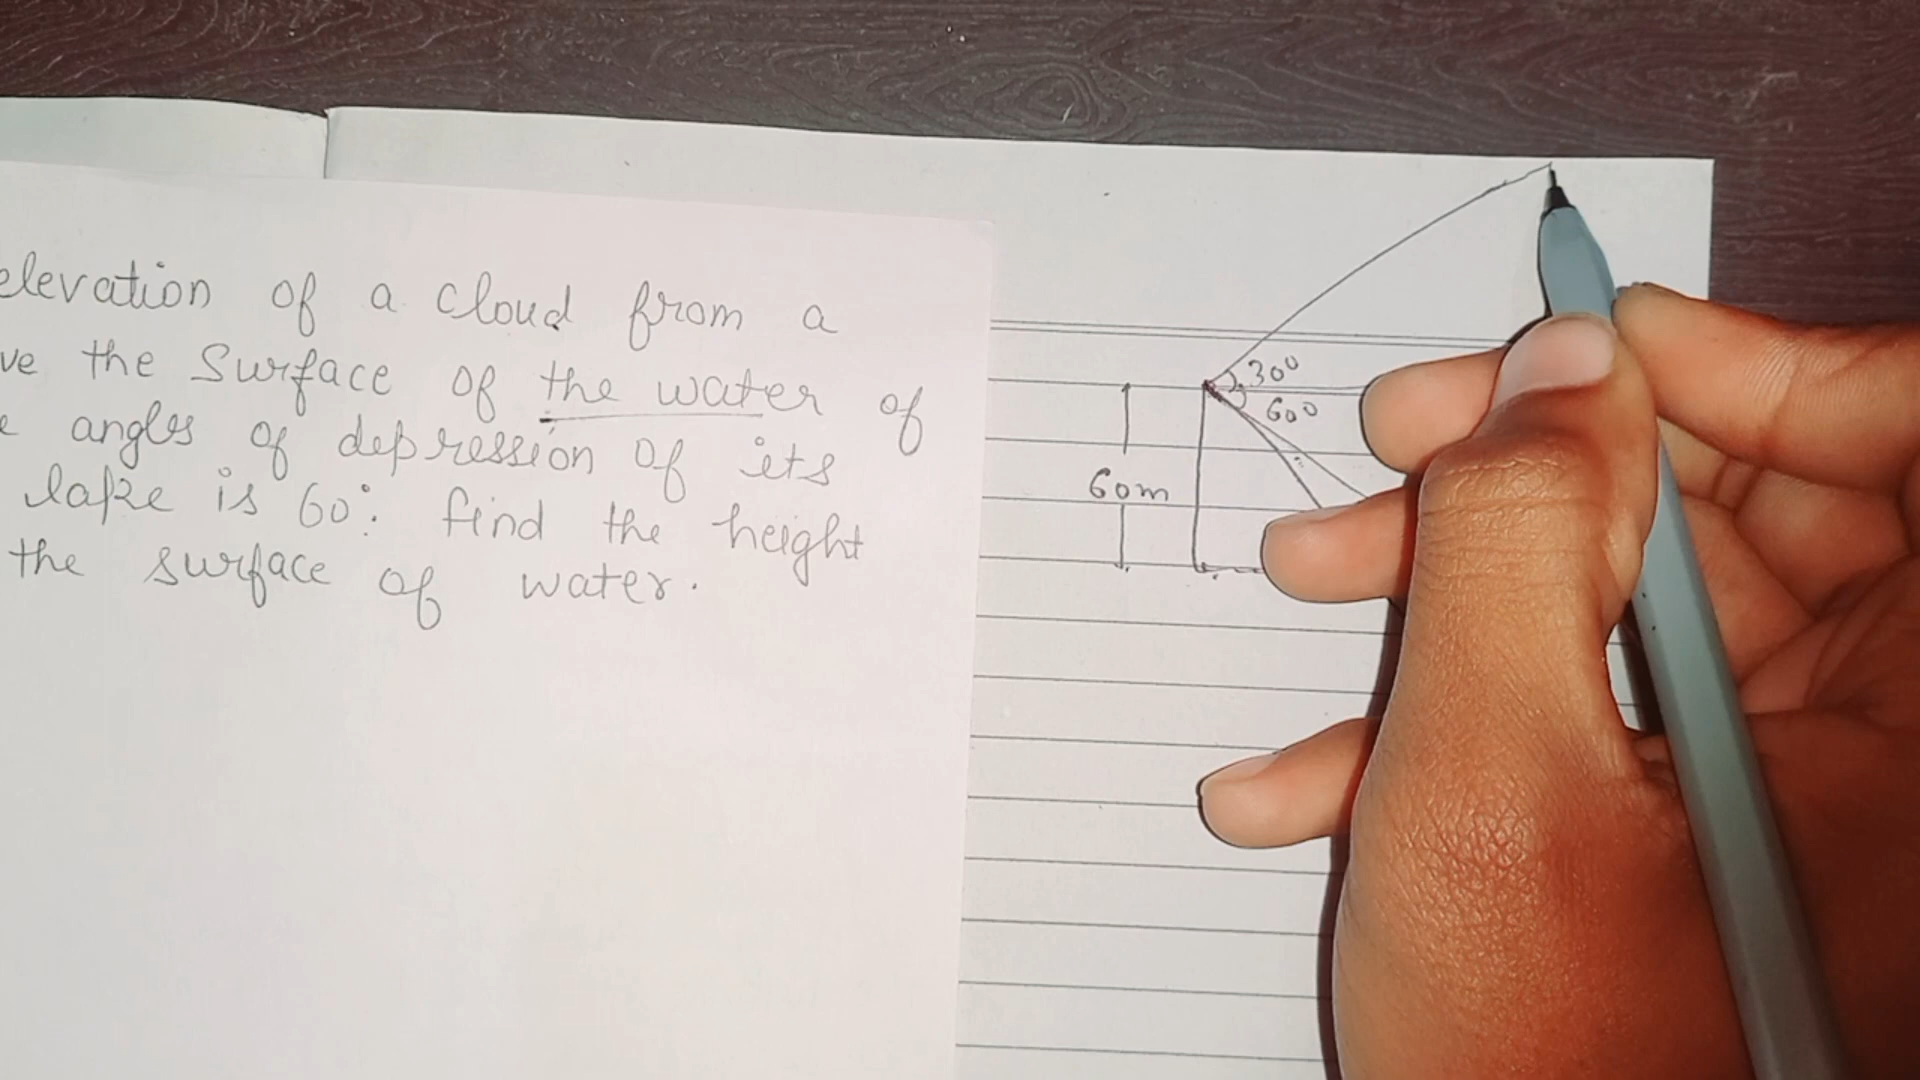 elevation of a cloud from a
ve the surface of the water of
e angles of depression of its
lake is 60°. find the height
the surface of water.
30°
60°
60m